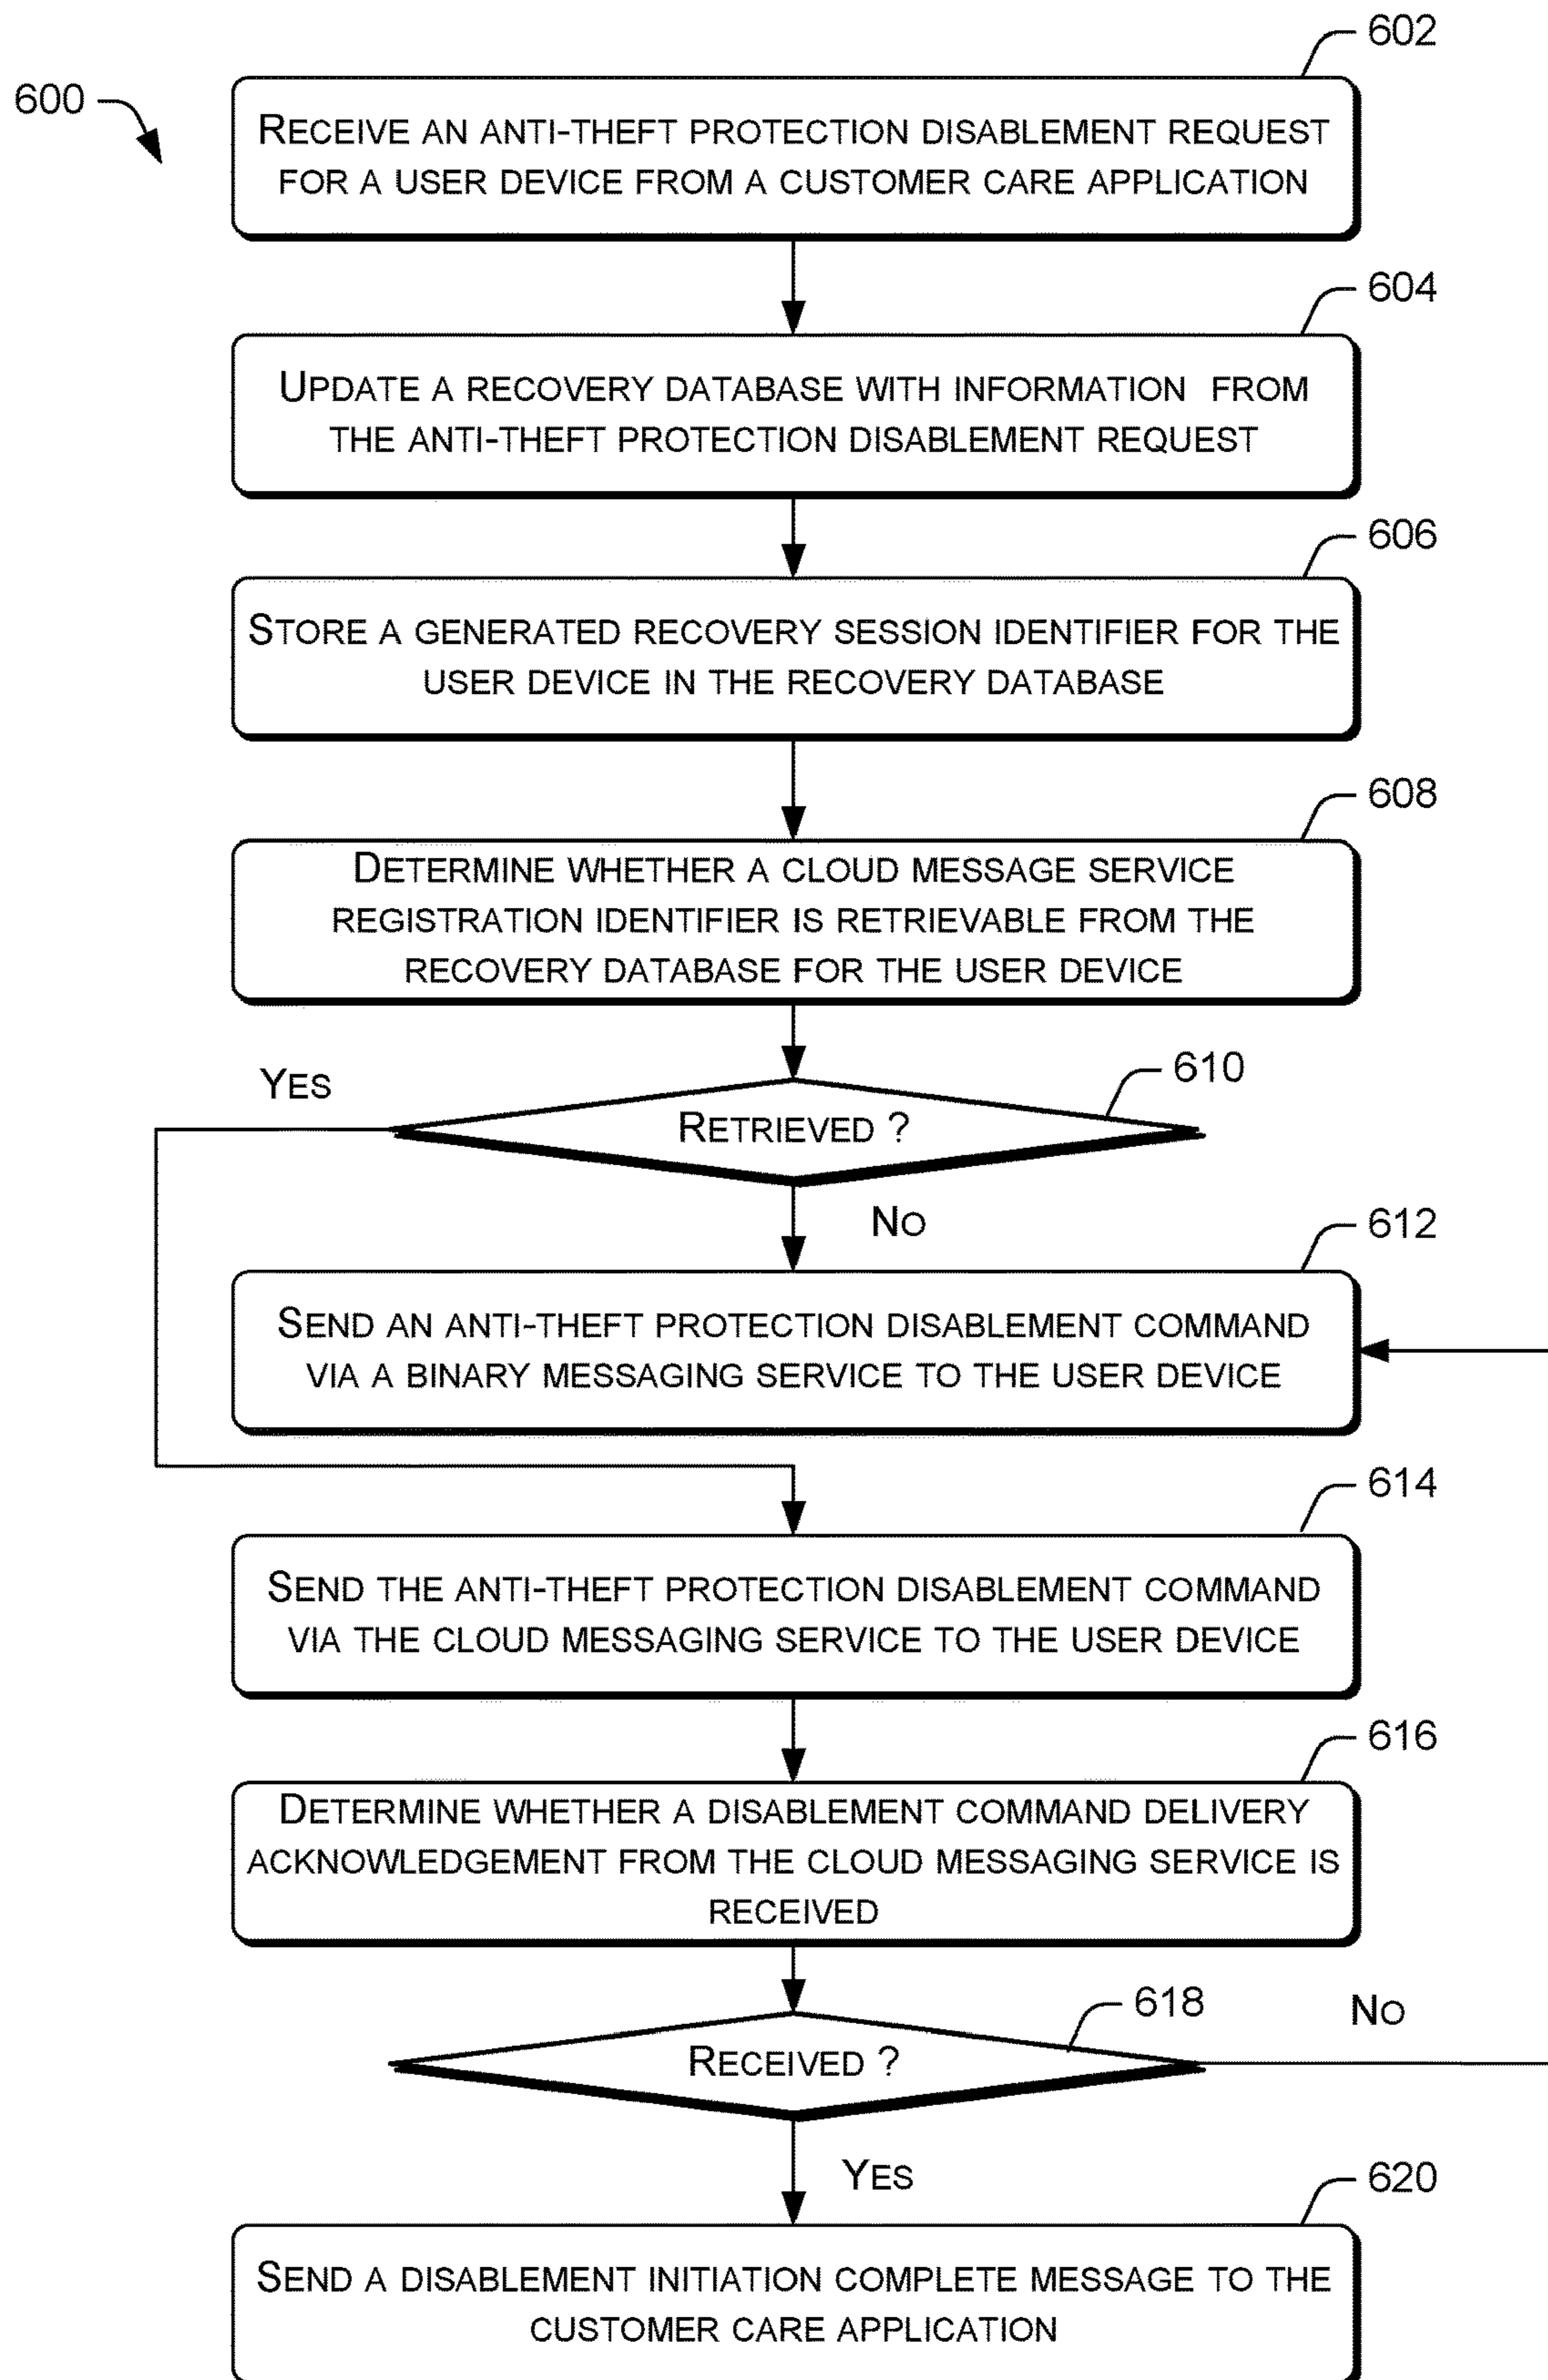 602
600
RECEIVE AN ANTI-THEFT PROTECTION DISABLEMENT REQUEST
FOR A USER DEVICE FROM A CUSTOMER CARE APPLICATION
604
UPDATE A RECOVERY DATABASE WITH INFORMATION FROM
THE ANTI-THEFT PROTECTION DISABLEMENT REQUEST
606
STORE A GENERATED RECOVERY SESSION IDENTIFIER FOR THE
USER DEVICE IN THE RECOVERY DATABASE
608
DETERMINE WHETHER A CLOUD MESSAGE SERVICE
REGISTRATION IDENTIFIER IS RETRIEVABLE FROM THE
RECOVERY DATABASE FOR THE USER DEVICE
610
YES
RETRIEVED ?
NO
612
SEND AN ANTI-THEFT PROTECTION DISABLEMENT COMMAND
VIA A BINARY MESSAGING SERVICE TO THE USER DEVICE
614
SEND THE ANTI-THEFT PROTECTION DISABLEMENT COMMAND
VIA THE CLOUD MESSAGING SERVICE TO THE USER DEVICE
616
DETERMINE WHETHER A DISABLEMENT COMMAND DELIVERY
ACKNOWLEDGEMENT FROM THE CLOUD MESSAGING SERVICE IS
RECEIVED
618
NO
RECEIVED ?
YES
620
SEND A DISABLEMENT INITIATION COMPLETE MESSAGE TO THE
CUSTOMER CARE APPLICATION